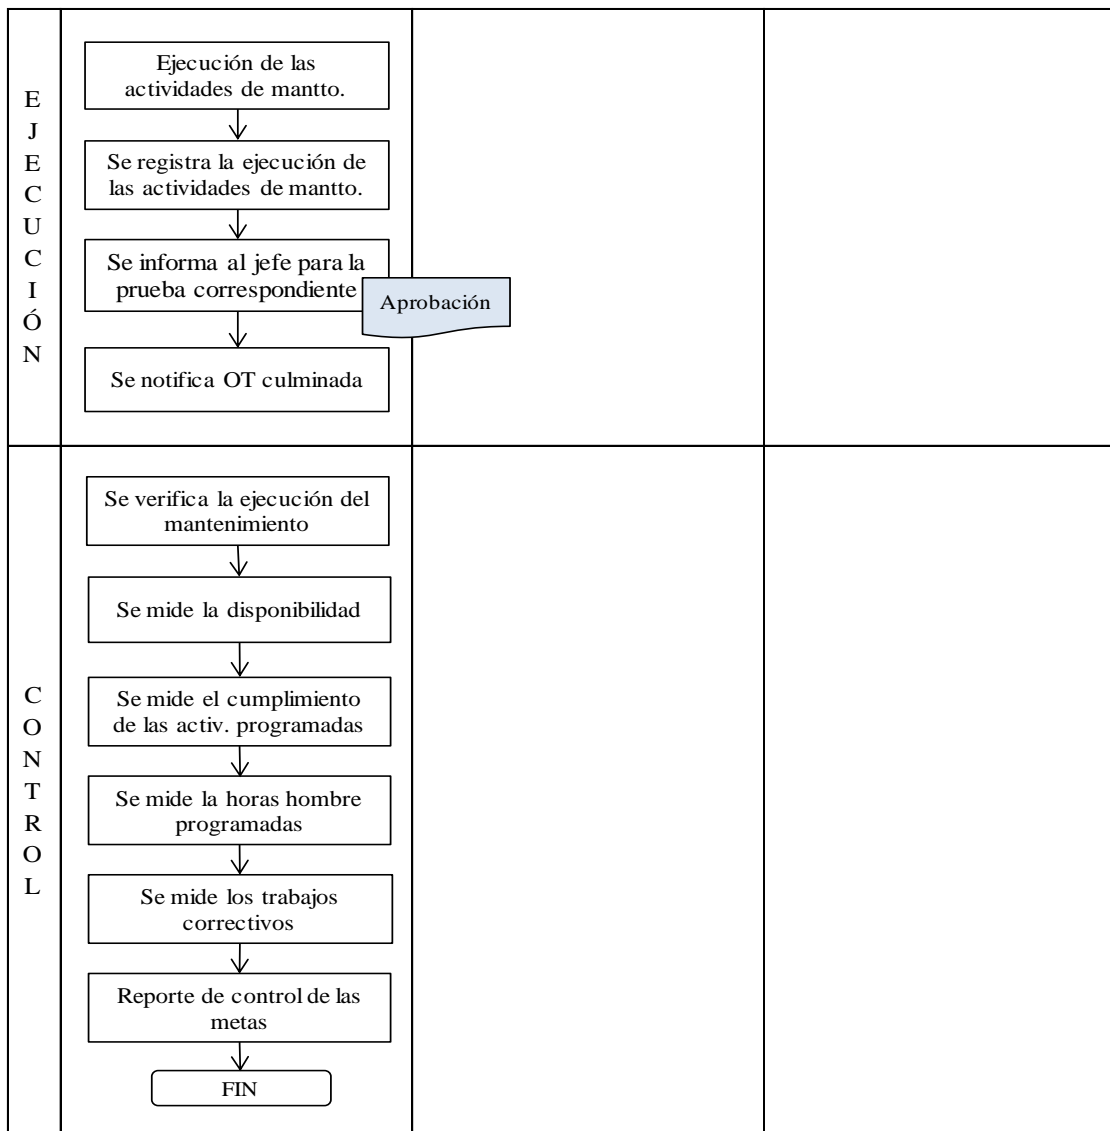 EJECUCIÓN
Ejecución de las
actividades de mantto.
Se registra la ejecución de
las actividades de mantto.
Se informa al jefe para la
prueba correspondiente
Aprobación
Se notifica OT culminada
CONTROL
Se verifica la ejecución del
mantenimiento
Se mide la disponibilidad
Se mide el cumplimiento
de las activ. programadas
Se mide la horas hombre
programadas
Se mide los trabajos
correctivos
Reporte de control de las
metas
FIN